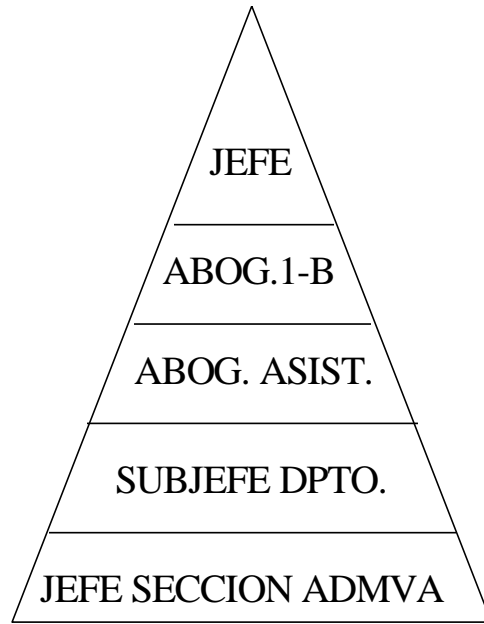 JEFE
ABOG.1-B
ABOG. ASIST.
SUBJEFE DPTO.
JEFE SECCION ADMVA